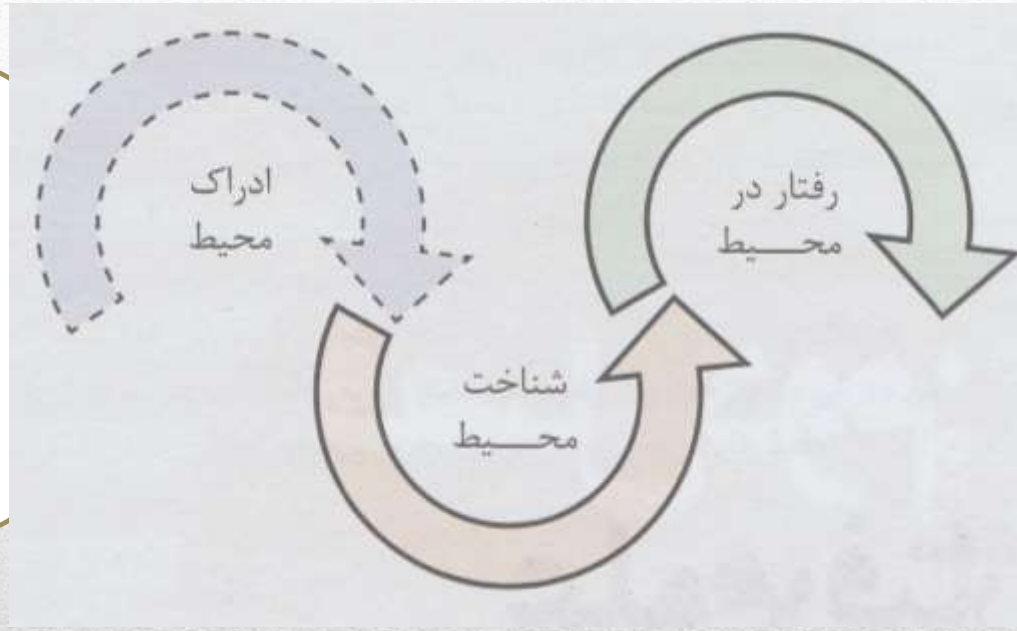 ادراک
محیط
شناخت
محـــیط
رفتار در
محـــیط